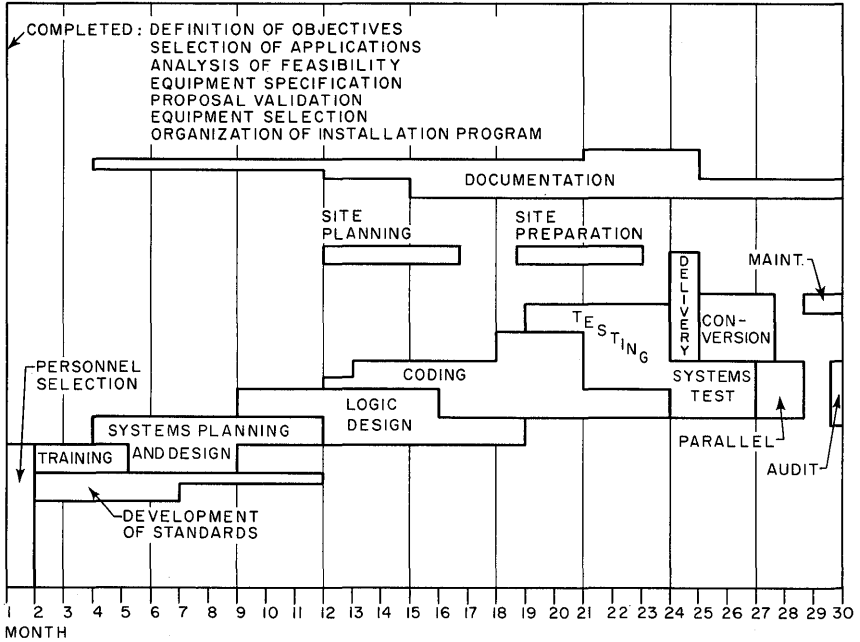 COMPLETED: DEFINITION OF OBJECTIVES
SELECTION OF APPLICATIONS
ANALYSIS OF FEASIBILITY
EQUIPMENT SPECIFICATION
PROPOSAL VALIDATION
EQUIPMENT SELECTION
ORGANIZATION OF INSTALLATION PROGRAM
DOCUMENTATION
SITE
PLANNING
SITE
PREPARATION
DELIVERY
MAINT.
TESTING
CON-
VERSION
PERSONNEL
SELECTION
CODING
SYSTEMS
TEST
LOGIC
DESIGN
SYSTEMS PLANNING
AND DESIGN
PARALLEL
TRAINING
AUDIT
DEVELOPMENT
OF STANDARDS
1 2 3 4 5 6 7 8 9 10 11 12 13 14 15 16 17 18 19 20 21 22 23 24 25 26 27 28 29 30
MONTH